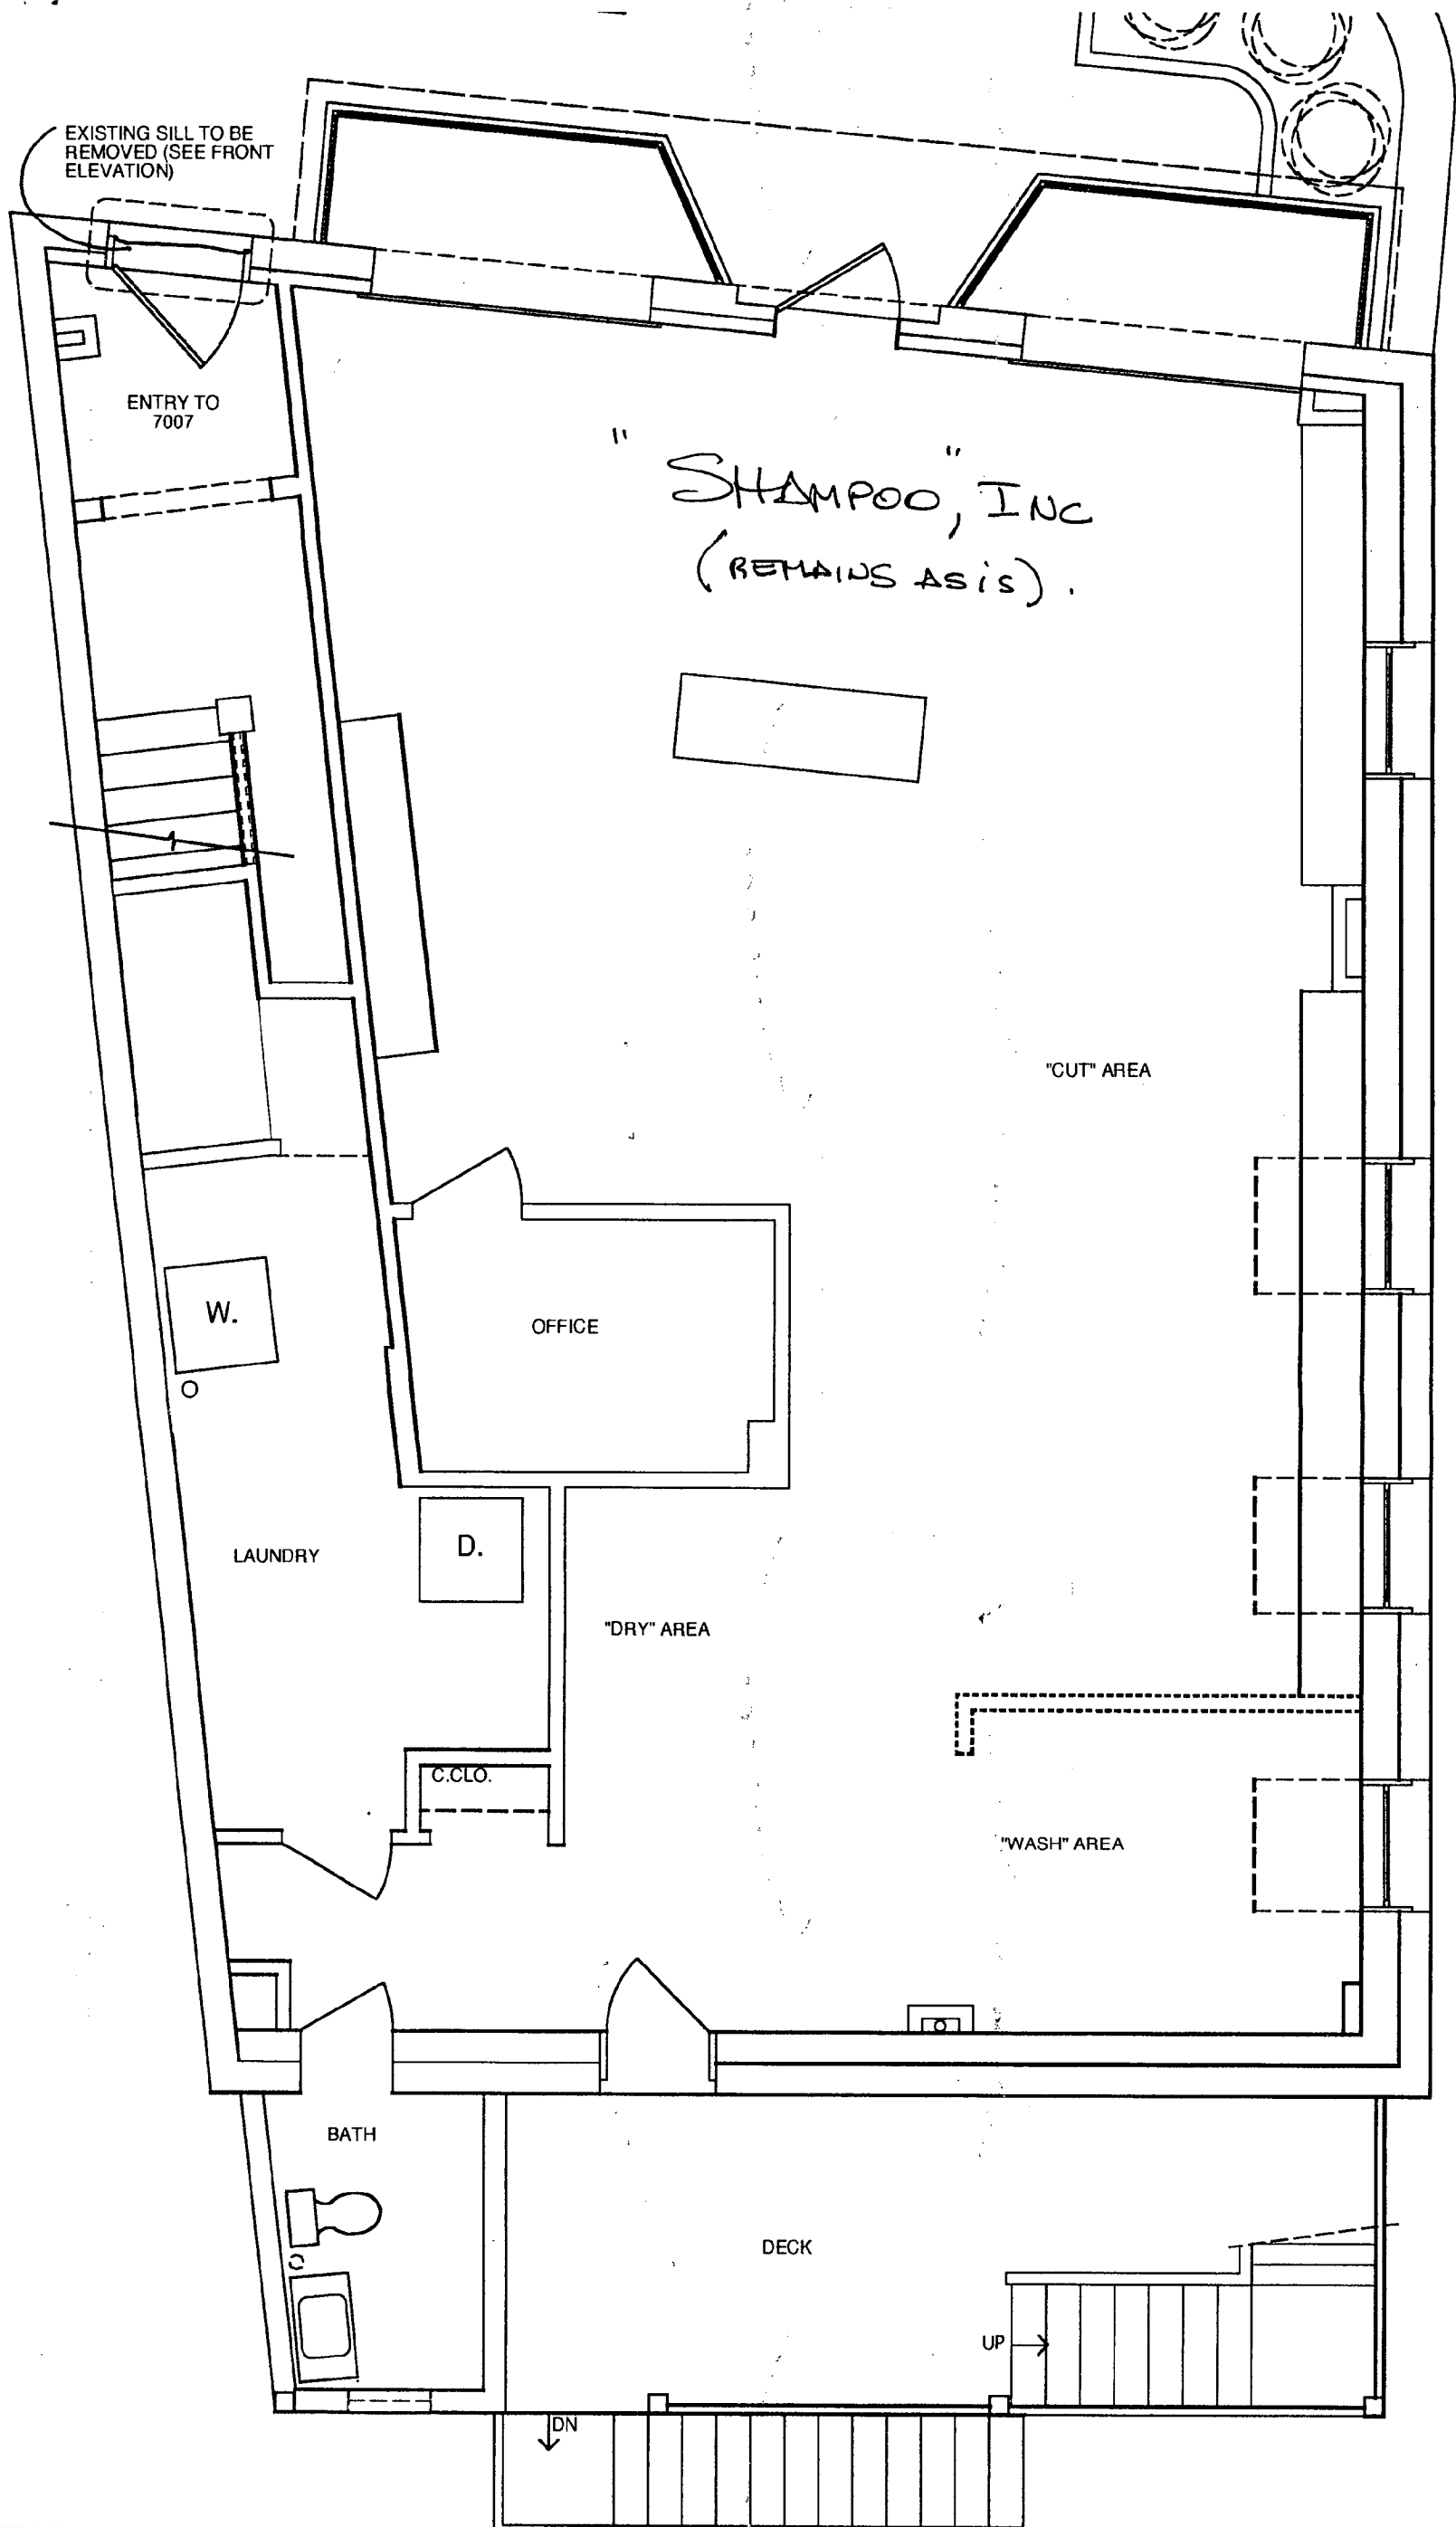 EXISTING SILL TO BE
REMOVED (SEE FRONT
ELEVATION)
ENTRY TO
7007
"SHAMPOO", INC
(REMAINS AS iS).
"CUT" AREA
W.
OFFICE
LAUNDRY
D.
"DRY" AREA
C.CLO.
"WASH" AREA
BATH
DECK
UP
DN